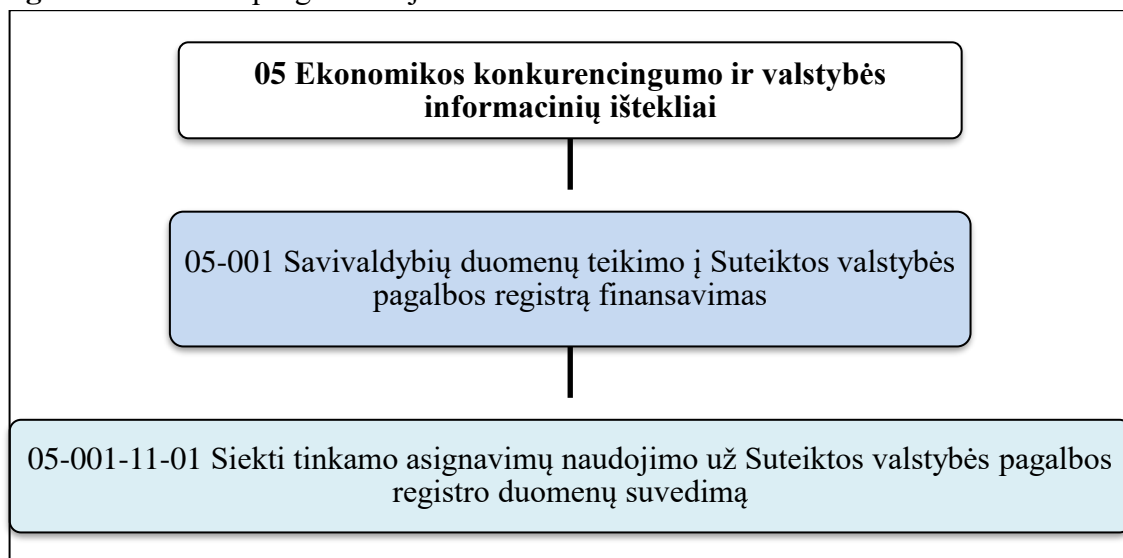 05 Ekonomikos konkurencingumo ir valstybės
informacinių ištekliai
05-001 Savivaldybių duomenų teikimo į Suteiktos valstybės
pagalbos registrą finansavimas
05-001-11-01 Siekti tinkamo asignavimų naudojimo už Suteiktos valstybės pagalbos
registro duomenų suvedimą